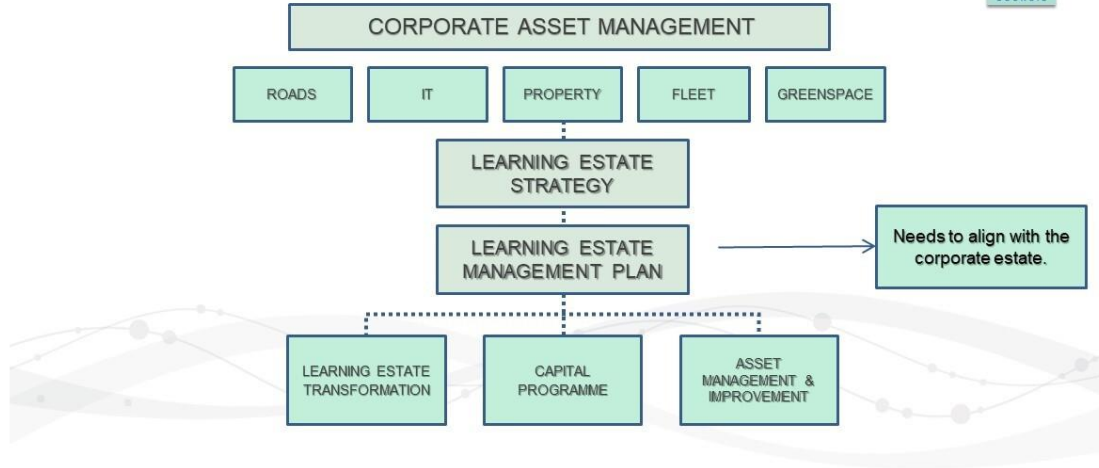 CORPORATE ASSET MANAGEMENT
ROADS
IT
PROPERTY
FLEET
GREENSPACE
LEARNING ESTATE
STRATEGY
LEARNING ESTATE
MANAGEMENT PLAN
Needs to align with the
corporate estate.
LEARNING ESTATE
TRANSFORMATION
CAPITAL
PROGRAMME
ASSET
MANAGEMENT &
IMPROVEMENT